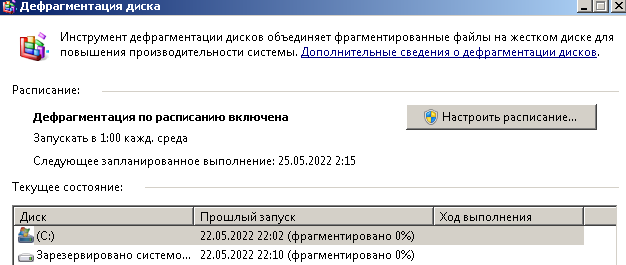 Дефрагментация диска
Инструмент дефрагментации дисков объединяет фрагментированные файлы на жестком диске для
повышения производительности системы. Дополнительные сведения о дефрагментации дисков.
Расписание:
Дефрагментация по расписанию включена
Настроить расписание...
Запускать в 1:00 кажд. среда
Следующее запланированное выполнение: 25.05.2022 2:15
Текущее состояние:
Диск Прошлый запуск Ход выполнения
(C:) 22.05.2022 22:02 (фрагментировано 0%)
Зарезервировано системо... 22.05.2022 22:10 (фрагментировано 0%)